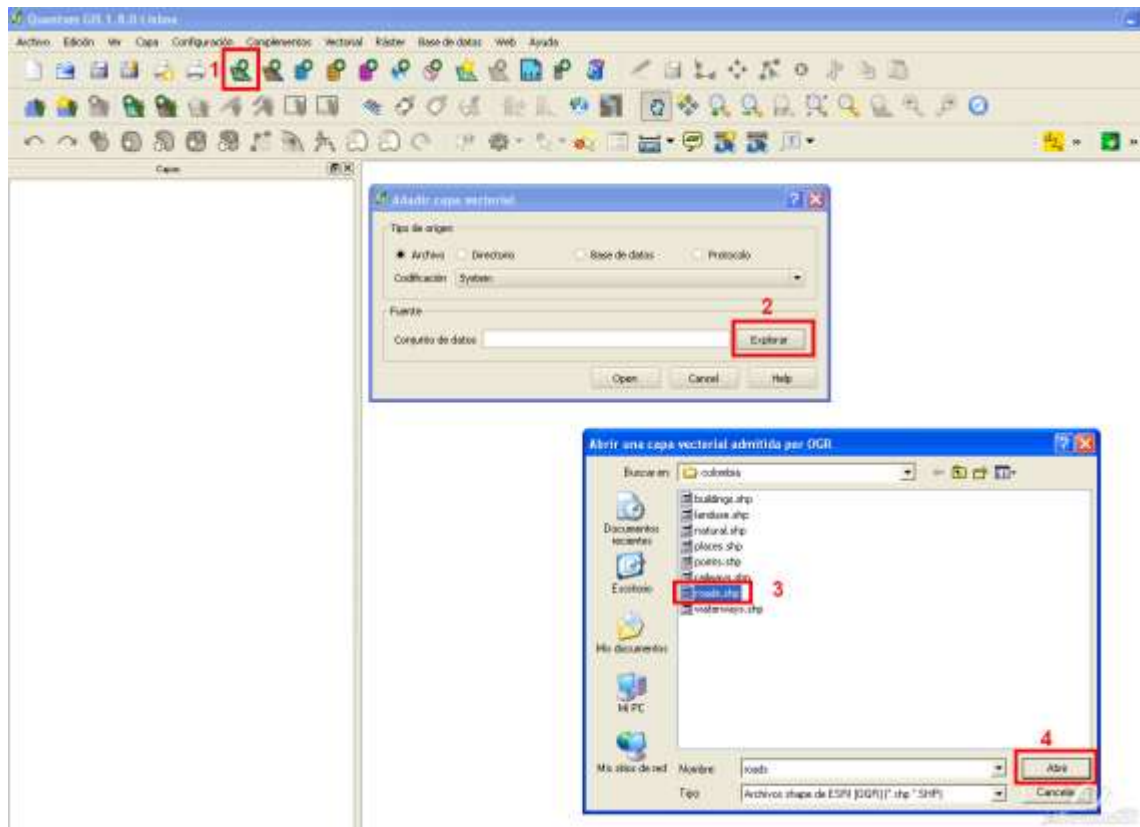 Quantum GIS 1.8.0-Lisboa
Archivo Edición Ver Capa Configuración Complementos Vectorial Ráster Base de datos Web Ayuda
1
Capas
Añadir capa vectorial
Tipo de origen
Archivo Directorio Base de datos Protocolo
Codificación System
Fuente
2
Conjunto de datos Explorar
Open Cancel Help
Abrir una capa vectorial admitida por OGR
Buscar en: colombia
buildings.shp
landuse.shp
natural.shp
places.shp
points.shp
railways.shp
roads.shp
3
waterways.shp
Documentos recientes
Escritorio
Mis documentos
Mi PC
Mis sitios de red
4
Nombre: roads Abrir
Tipo: Archivos shape de ESRI [OGR] (*.shp *.SHP) Cancelar